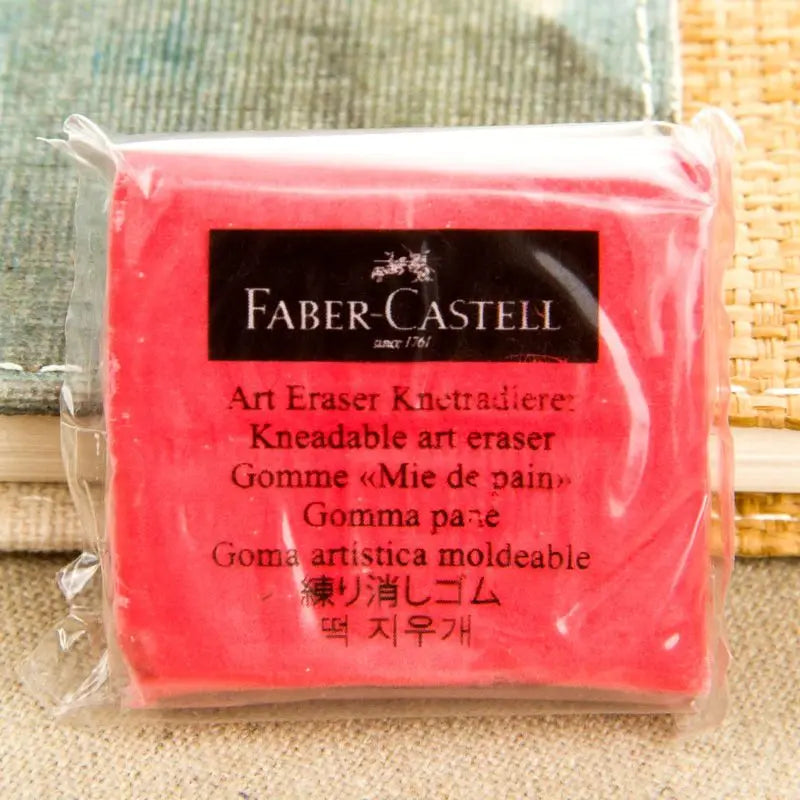 FABER-CASTELL
since 1761
Art Eraser Knetradierer
Kneadable art eraser
Gomme «Mie de pain»
Gomma pane
Goma artística moldeable
練り消しゴム
떡 지우개